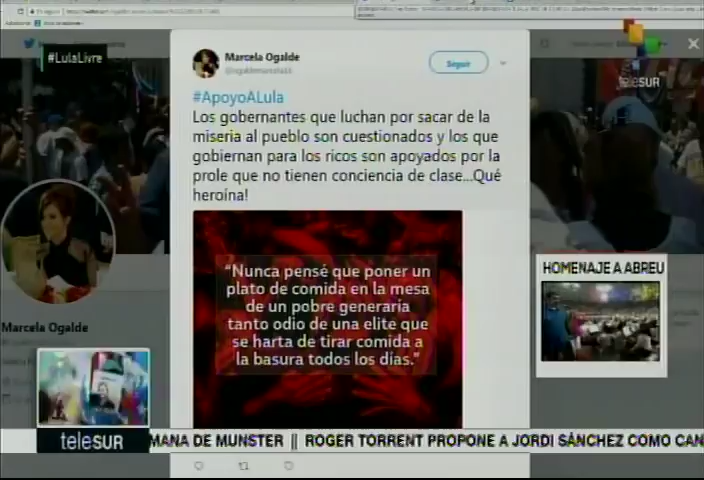 #LulaLivre
Marcela Ogalde
Seguir
teleSUR
#ApoyoALula
Los gobernantes que luchan por sacar de la
miseria al pueblo son cuestionados y los que
gobiernan para los ricos son apoyados por la
prole que no tienen conciencia de clase...Qué
heroína!
"Nunca pensé que poner un
plato de comida en la mesa
de un pobre generaría
tanto odio de una elite que
se harta de tirar comida a
la basura todos los días."
HOMENAJE A ABREU
Marcela Ogalde
teleSUR
MANA DE MUNSTER || ROGER TORRENT PROPONE A JORDI SÁNCHEZ COMO CAN